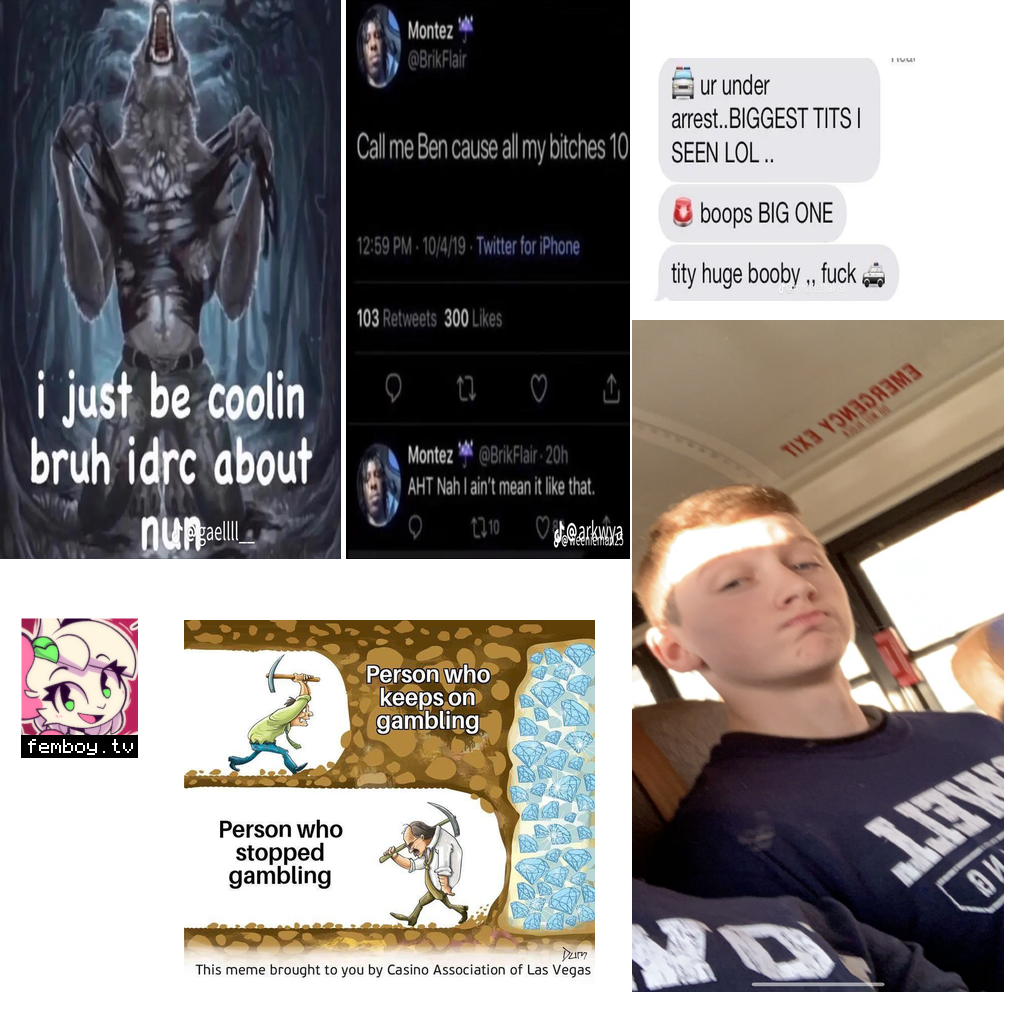 i just be coolin
bruh idrc about
nun
@gaellll__
Montez ☔
@BrikFlair
Call me Ben cause all my bitches 10
12:59 PM · 10/4/19 · Twitter for iPhone
103 Retweets 300 Likes
Montez ☔ @BrikFlair · 20h
AHT Nah I ain't mean it like that.
10
@arkwya
🚔 ur under
arrest..BIGGEST TITS I
SEEN LOL ..
🚨 boops BIG ONE
tity huge booby ,, fuck 🚓
EMERGENCY EXIT
femboy.tv
Person who
keeps on
gambling
Person who
stopped
gambling
Dum
This meme brought to you by Casino Association of Las Vegas